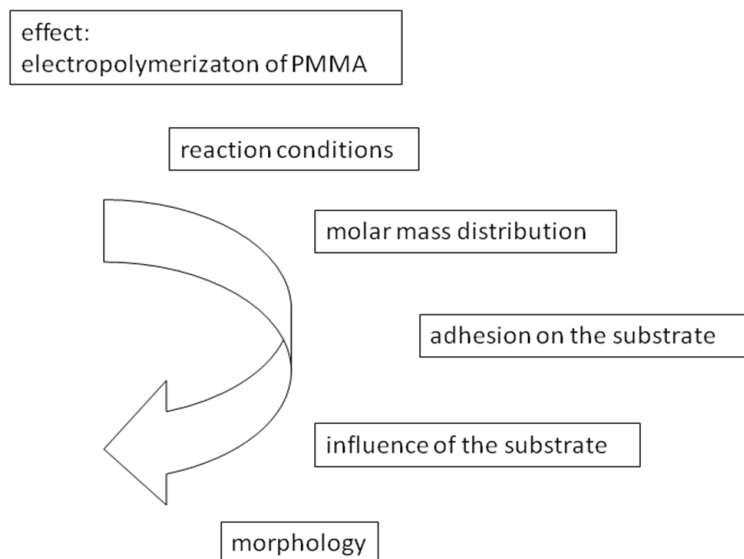 effect:
electropolymerizaton of PMMA
reaction conditions
molar mass distribution
adhesion on the substrate
influence of the substrate
morphology